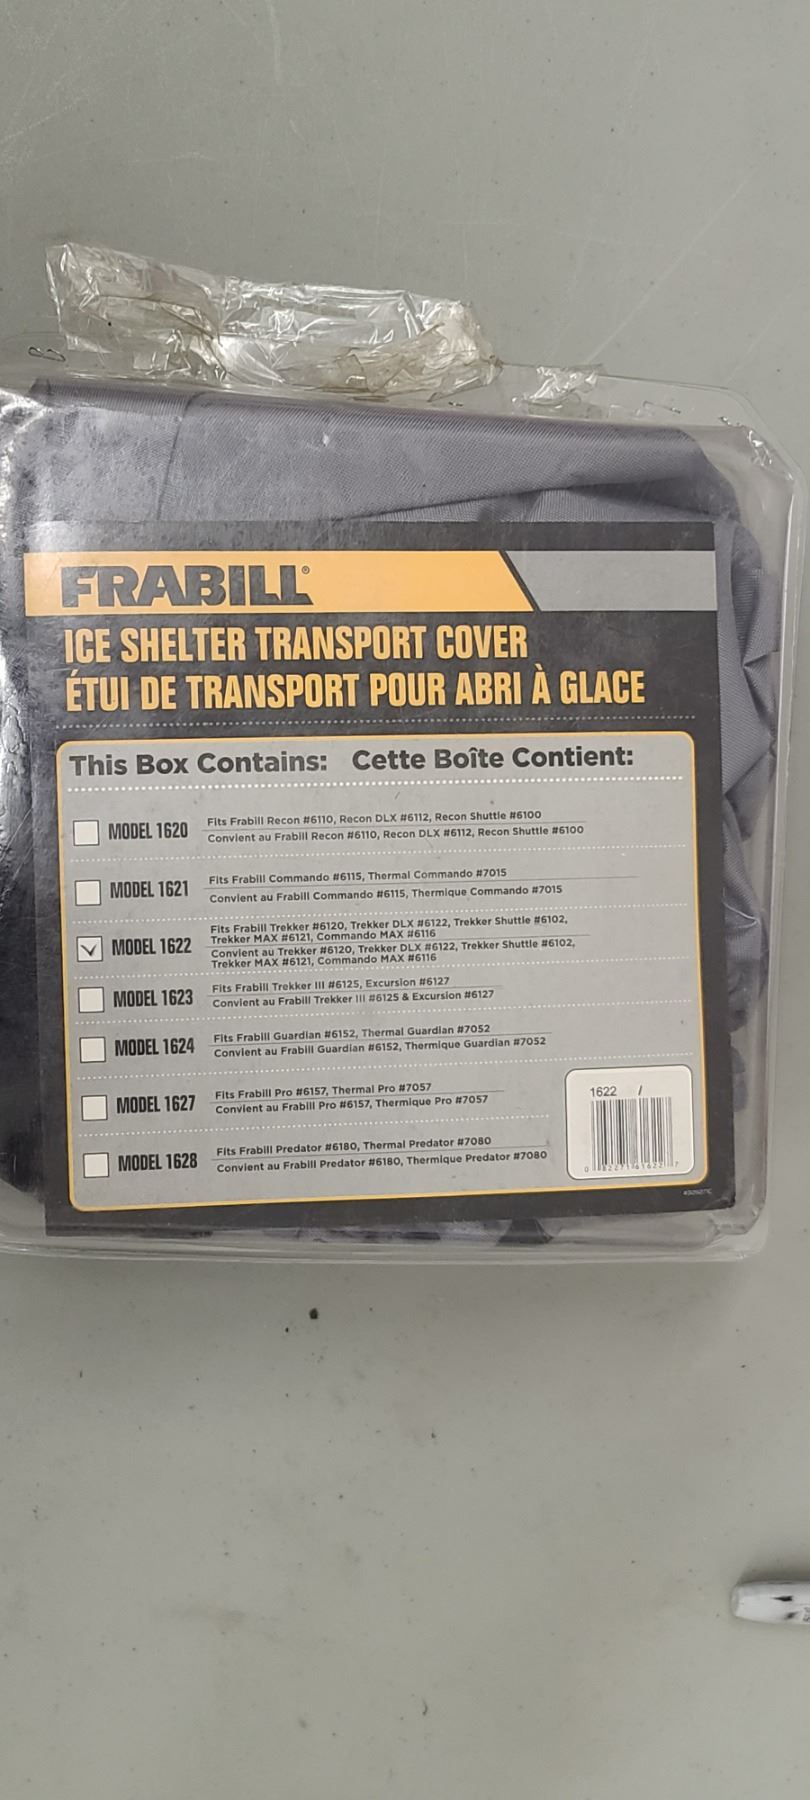 FRABILL®
ICE SHELTER TRANSPORT COVER
ÉTUI DE TRANSPORT POUR ABRI À GLACE
This Box Contains: Cette Boîte Contient:
MODEL 1620
Fits Frabill Recon #6110, Recon DLX #6112, Recon Shuttle #6100
Convient au Frabill Recon #6110, Recon DLX #6112, Recon Shuttle #6100
MODEL 1621
Fits Frabill Commando #6115, Thermal Commando #7015
Convient au Frabill Commando #6115, Thermique Commando #7015
MODEL 1622
Fits Frabill Trekker #6120, Trekker DLX #6122, Trekker Shuttle #6102,
Trekker MAX #6121, Commando MAX #6116
Convient au Trekker #6120, Trekker DLX #6122, Trekker Shuttle #6102,
Trekker MAX #6121, Commando MAX #6116
MODEL 1623
Fits Frabill Trekker III #6125, Excursion #6127
Convient au Frabill Trekker III #6125 & Excursion #6127
MODEL 1624
Fits Frabill Guardian #6152, Thermal Guardian #7052
Convient au Frabill Guardian #6152, Thermique Guardian #7052
MODEL 1627
Fits Frabill Pro #6157, Thermal Pro #7057
Convient au Frabill Pro #6157, Thermique Pro #7057
MODEL 1628
Fits Frabill Predator #6180, Thermal Predator #7080
Convient au Frabill Predator #6180, Thermique Predator #7080
1622 /
0 82271 61622 7